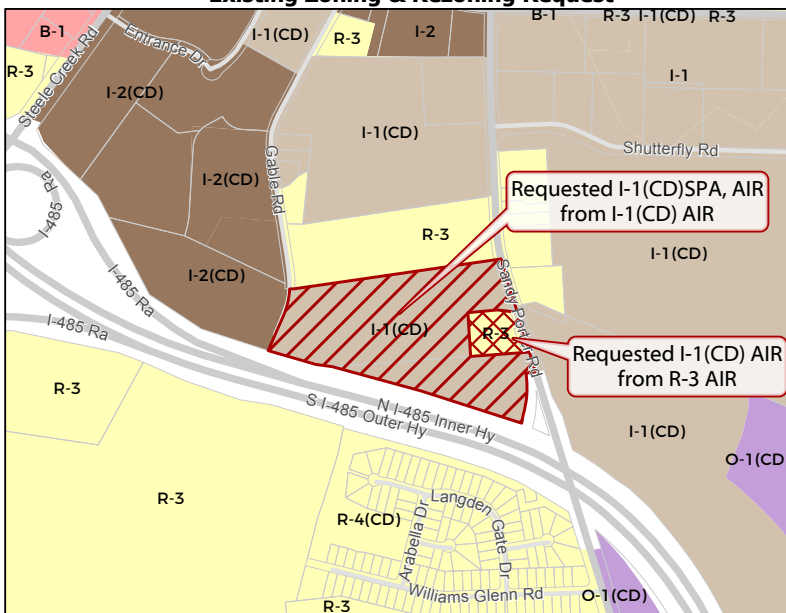 Existing Zoning & Rezoning Request
B-1
I-1(CD)
R-3
I-2
B-1
R-3
I-1(CD)
R-3
R-3
Steele Creek Rd
Entrance Dr
I-2(CD)
I-1
I-1(CD)
Shutterfly Rd
Gable Rd
I-2(CD)
I-485 Ra
Requested I-1(CD)SPA, AIR
from I-1(CD) AIR
R-3
I-1(CD)
I-2(CD)
I-485 Ra
Sandy Porter Rd
I-485 Ra
I-1(CD)
R-3
Requested I-1(CD) AIR
from R-3 AIR
R-3
N I-485 Inner Hy
S I-485 Outer Hy
I-1(CD)
O-1(CD
R-3
R-4(CD)
Langden Gate Dr
Arabella Dr
Williams Glenn Rd
O-1(CD)
R-3